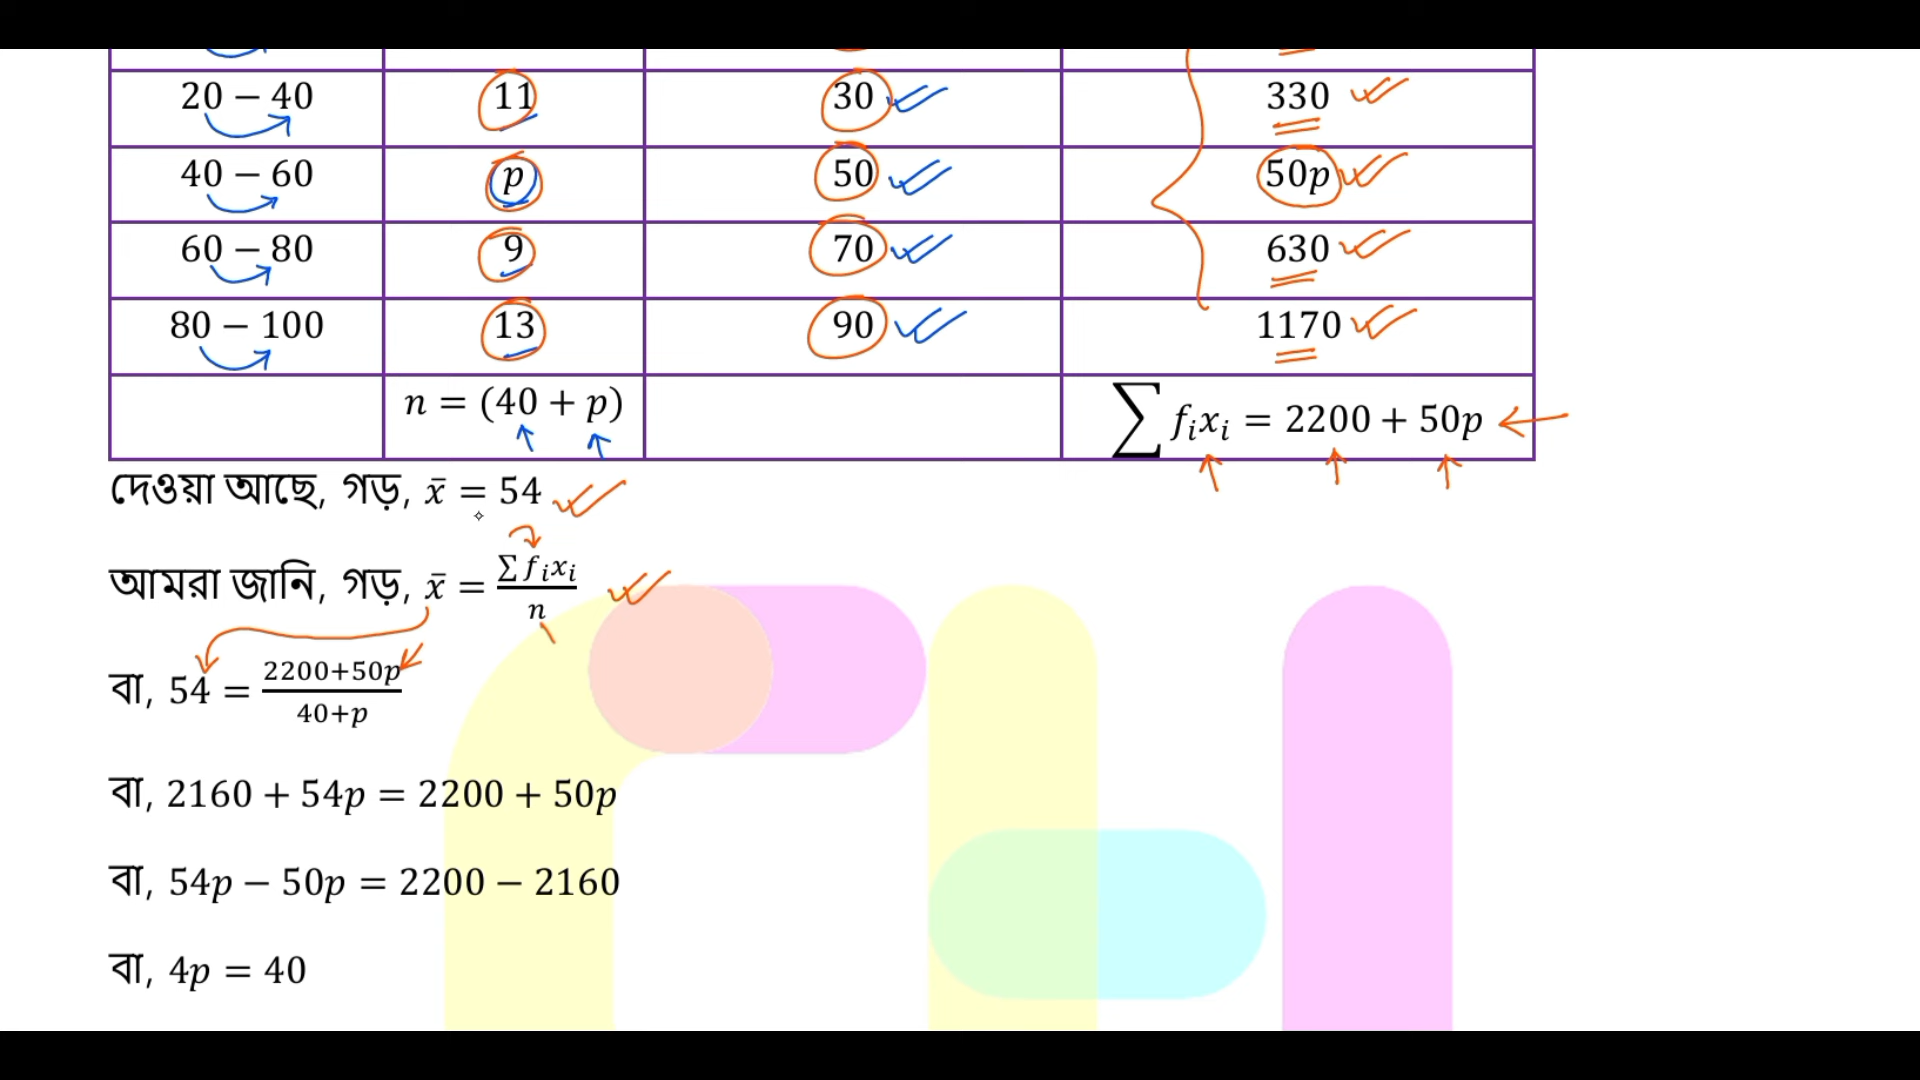 20 − 40 11 30 330
40 − 60 p 50 50p
60 − 80 9 70 630
80 − 100 13 90 1170
n = (40 + p) ∑ fᵢxᵢ = 2200 + 50p
দেওয়া আছে, গড়, x̄ = 54
আমরা জানি, গড়, x̄ = ∑ fᵢxᵢ / n
বা, 54 = 2200+50p / 40+p
বা, 2160 + 54p = 2200 + 50p
বা, 54p − 50p = 2200 − 2160
বা, 4p = 40